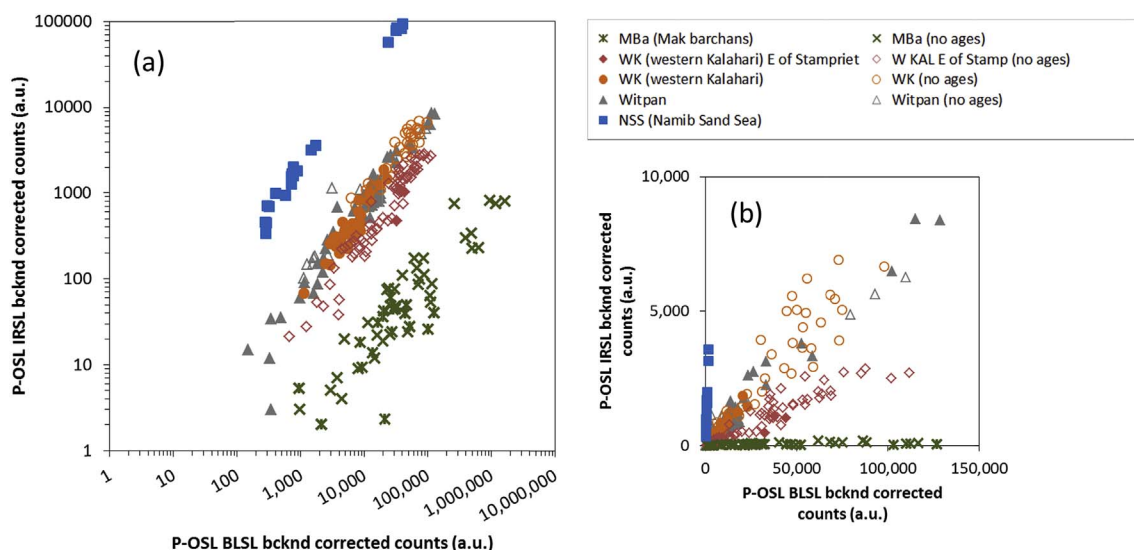 100000
10000
1000
100
10
1
(a)
P-OSL IRSL bcknd corrected counts (a.u.)
1
10
100
1,000
10,000
100,000
1,000,000
10,000,000
P-OSL BLSL bcknd corrected counts (a.u.)
MBa (Mak barchans)
MBa (no ages)
WK (western Kalahari) E of Stampriet
W KAL E of Stamp (no ages)
WK (western Kalahari)
WK (no ages)
Witpan
Witpan (no ages)
NSS (Namib Sand Sea)
10,000
5,000
0
(b)
P-OSL IRSL bcknd corrected
counts (a.u.)
0
50,000
100,000
150,000
P-OSL BLSL bcknd corrected
counts (a.u.)